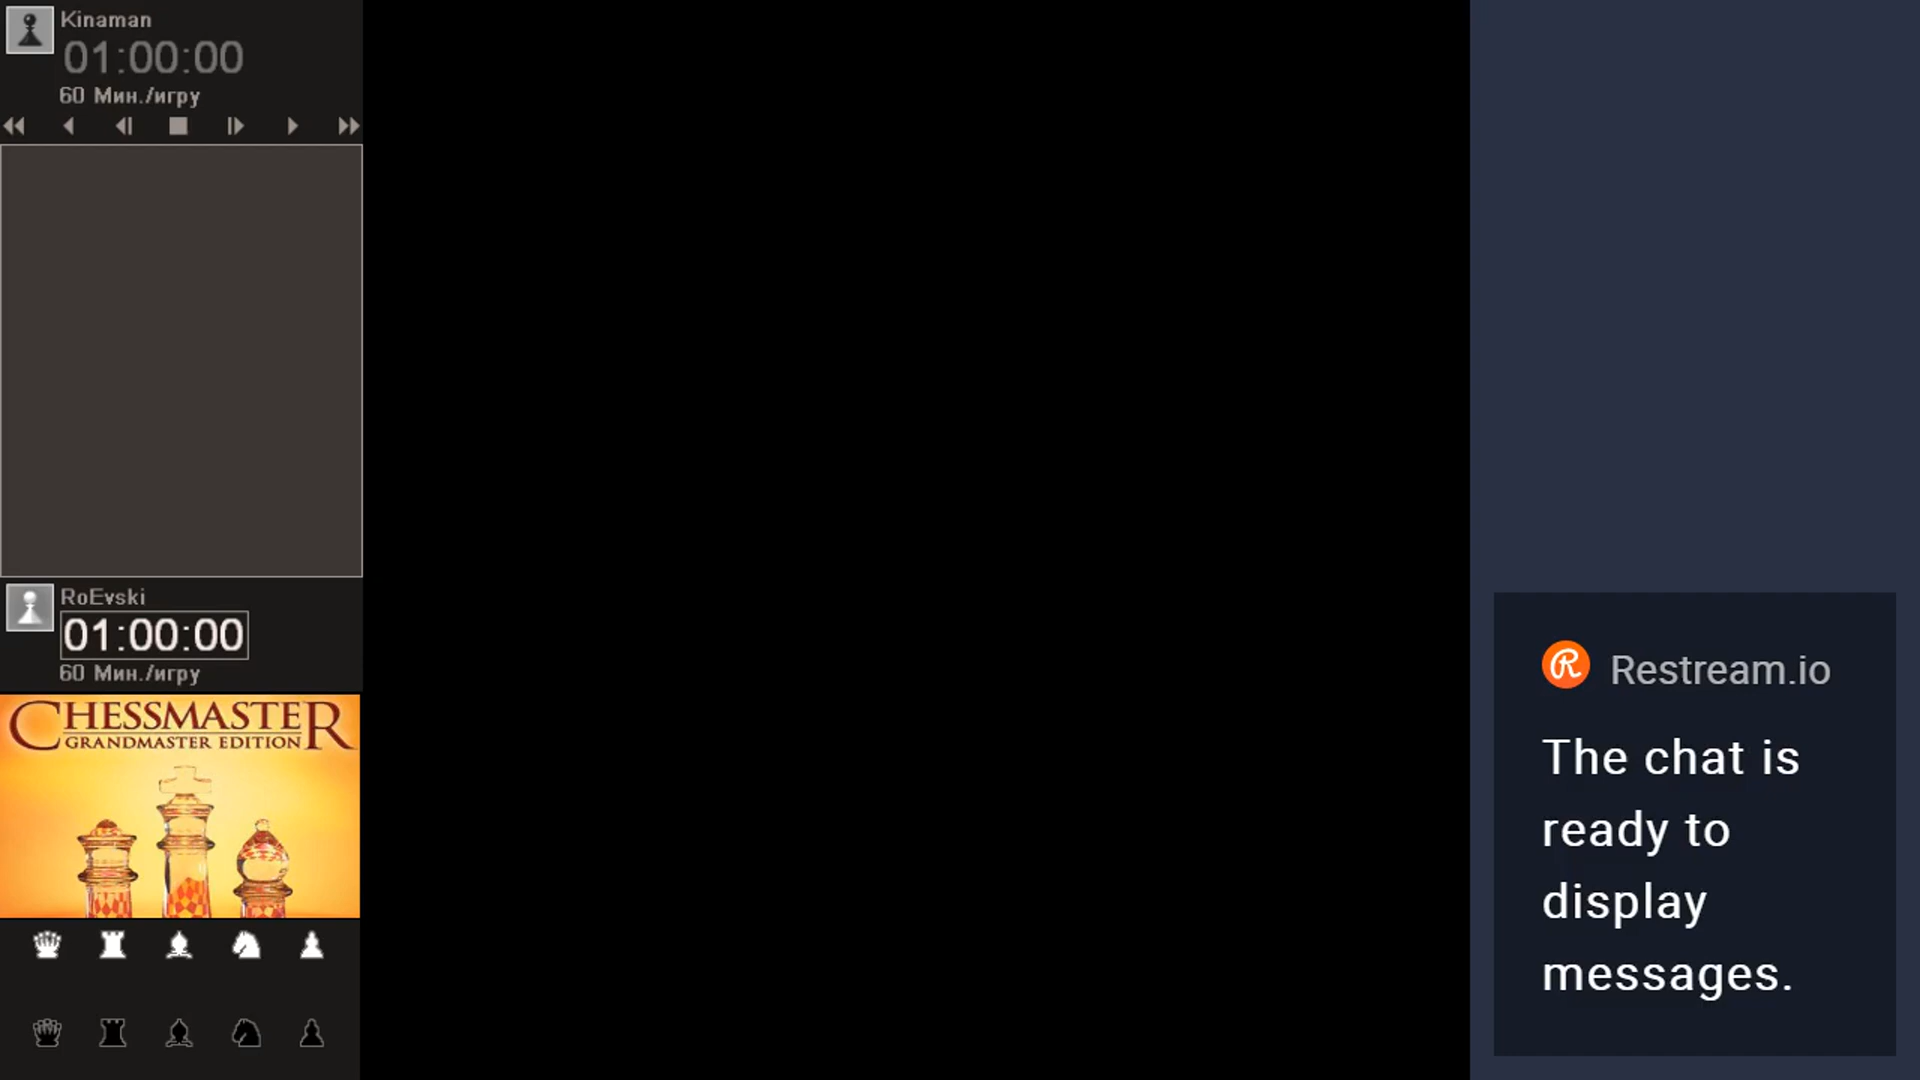 Kinaman
01:00:00
60 Мин./игру
RoEvski
01:00:00
60 Мин./игру
CHESSMASTER
GRANDMASTER EDITION
Restream.io
The chat is
ready to
display
messages.